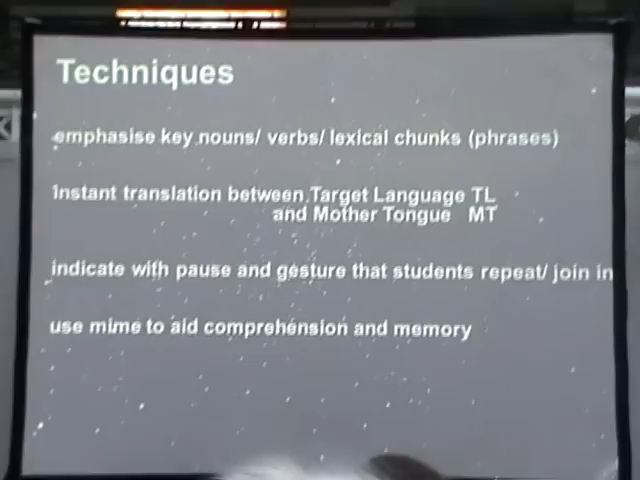 Techniques
emphasise key nouns/ verbs/ lexical chunks (phrases)
Instant translation between Target Language TL
and Mother Tongue MT
indicate with pause and gesture that students repeat/ join in
use mime to aid comprehension and memory